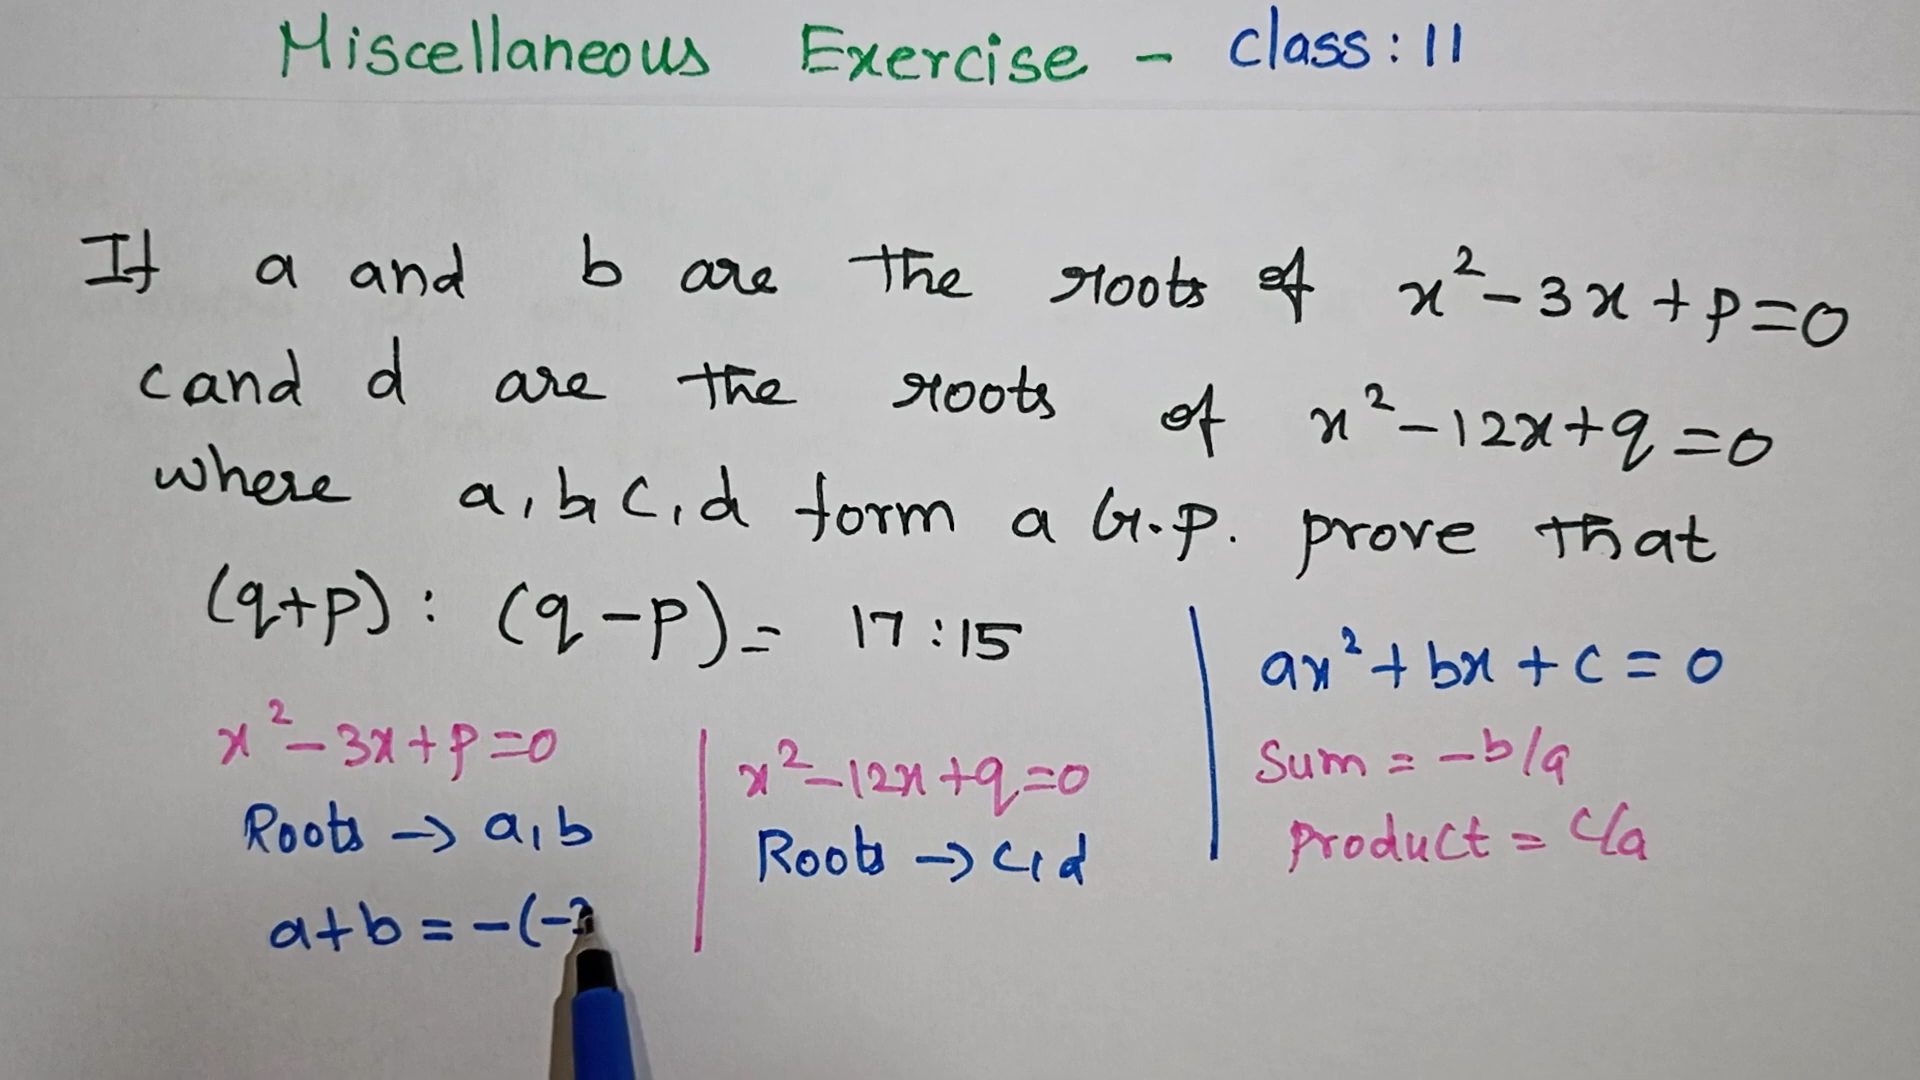 Miscellaneous Exercise - class: 11
If a and b are the roots of x² - 3x + p = 0
c and d are the roots of x² - 12x + q = 0
where a, b, c, d form a G.P. prove that
(q+p) : (q-p) = 17 : 15
x² - 3x + p = 0
Roots → a, b
a + b = -(-3
x² - 12x + q = 0
Roots → c, d
ax² + bx + c = 0
Sum = -b/a
product = c/a